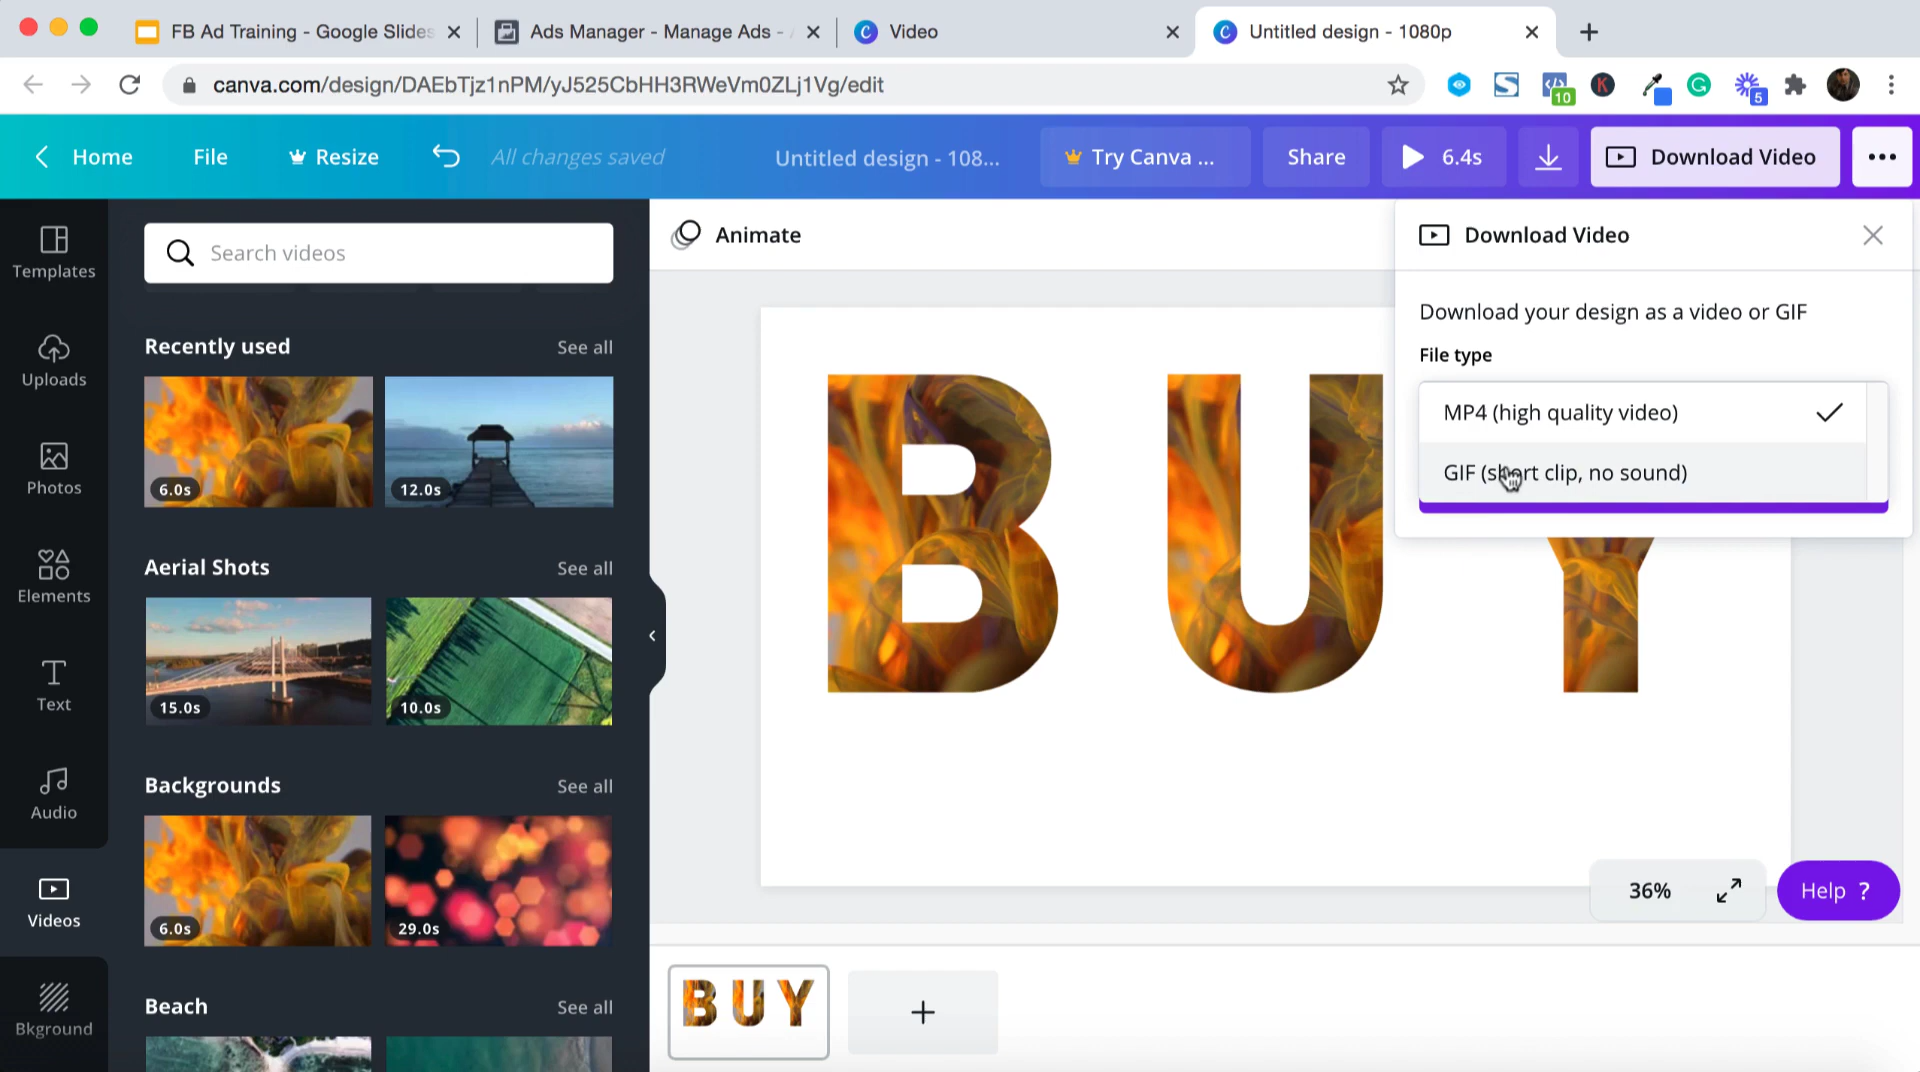 FB Ad Training - Google Slides
Ads Manager - Manage Ads -
Video
Untitled design - 1080p
canva.com/design/DAEbTjz1nPM/yJ525CbHH3RWeVm0ZLj1Vg/edit
10
K
5
Home
File
Resize
All changes saved
Untitled design - 108...
Try Canva ...
Share
6.4s
Download Video
Templates
Uploads
Photos
Elements
Text
Audio
Videos
Bkground
Search videos
Recently used
See all
6.0s
12.0s
Aerial Shots
See all
15.0s
10.0s
Backgrounds
See all
6.0s
29.0s
Beach
See all
Animate
BUY
Download Video
Download your design as a video or GIF
File type
MP4 (high quality video)
GIF (short clip, no sound)
36%
Help ?
BUY